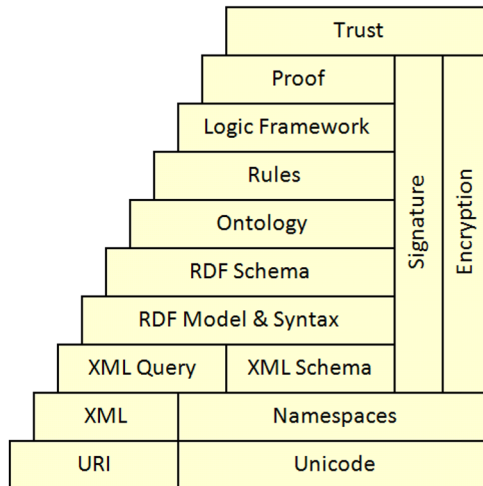 Trust
Proof
Logic Framework
Rules
Ontology
RDF Schema
RDF Model & Syntax
XML Query
XML Schema
Signature
Encryption
XML
Namespaces
URI
Unicode